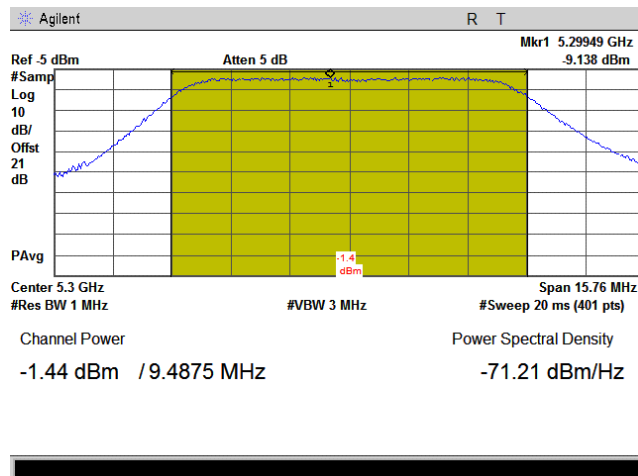 Agilent R T
Mkr1 5.29949 GHz
Ref -5 dBm Atten 5 dB -9.138 dBm
#Samp
Log
10
dB/
Offst
21
dB
1
PAvg
-1.4
dBm
Center 5.3 GHz Span 15.76 MHz
#Res BW 1 MHz #VBW 3 MHz #Sweep 20 ms (401 pts)
Channel Power Power Spectral Density
-1.44 dBm / 9.4875 MHz -71.21 dBm/Hz